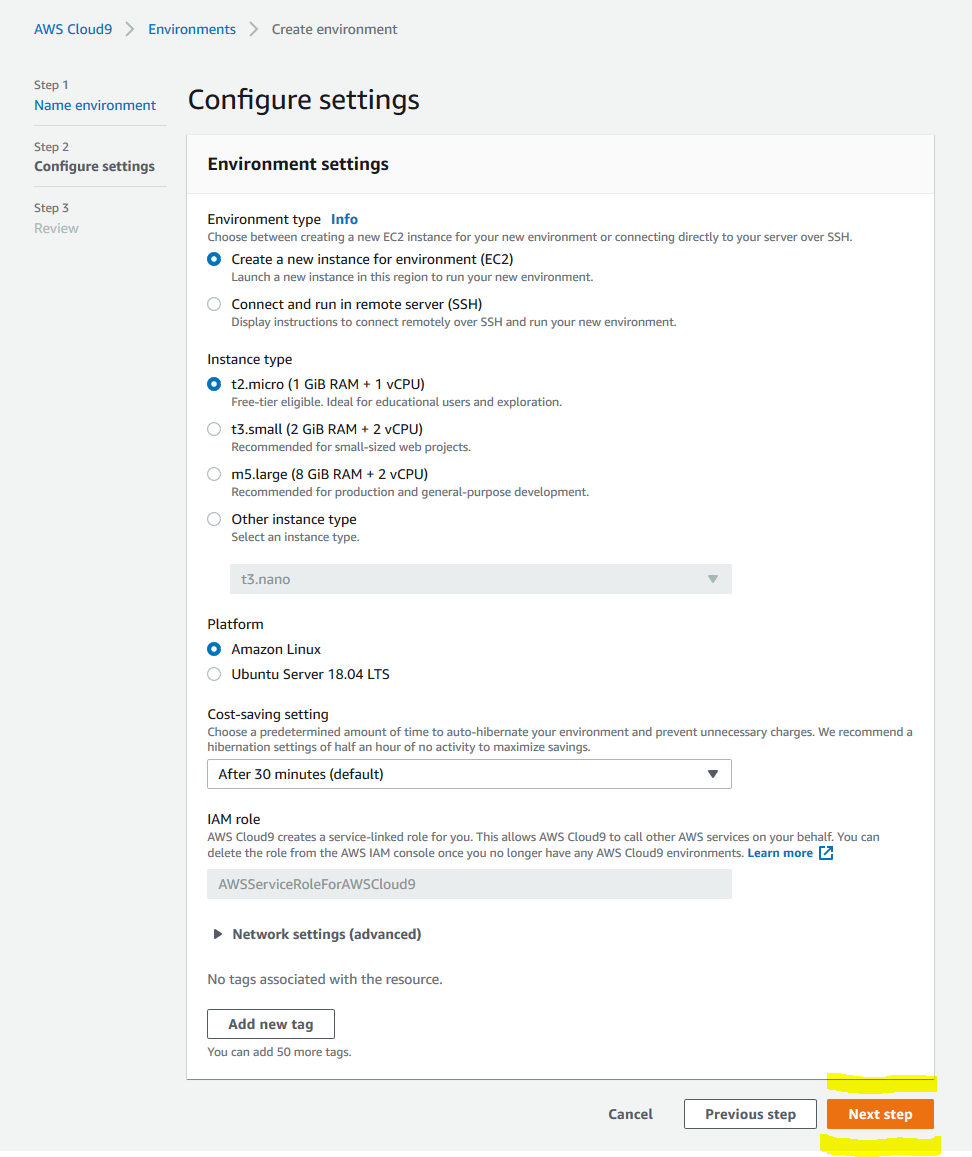 AWS Cloud9 > Environments > Create environment
Step 1
Name environment
Step 2
Configure settings
Step 3
Review
Configure settings
Environment settings
Environment type Info
Choose between creating a new EC2 instance for your new environment or connecting directly to your server over SSH.
Create a new instance for environment (EC2)
Launch a new instance in this region to run your new environment.
Connect and run in remote server (SSH)
Display instructions to connect remotely over SSH and run your new environment.
Instance type
t2.micro (1 GiB RAM + 1 vCPU)
Free-tier eligible. Ideal for educational users and exploration.
t3.small (2 GiB RAM + 2 vCPU)
Recommended for small-sized web projects.
m5.large (8 GiB RAM + 2 vCPU)
Recommended for production and general-purpose development.
Other instance type
Select an instance type.
t3.nano
Platform
Amazon Linux
Ubuntu Server 18.04 LTS
Cost-saving setting
Choose a predetermined amount of time to auto-hibernate your environment and prevent unnecessary charges. We recommend a
hibernation settings of half an hour of no activity to maximize savings.
After 30 minutes (default)
IAM role
AWS Cloud9 creates a service-linked role for you. This allows AWS Cloud9 to call other AWS services on your behalf. You can
delete the role from the AWS IAM console once you no longer have any AWS Cloud9 environments. Learn more
AWSServiceRoleForAWSCloud9
Network settings (advanced)
No tags associated with the resource.
Add new tag
You can add 50 more tags.
Cancel Previous step Next step